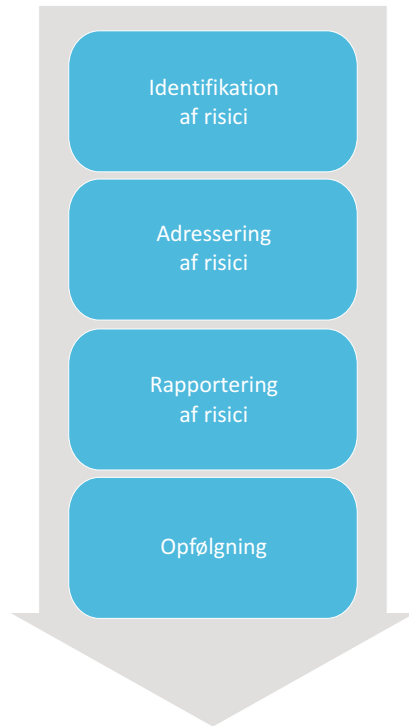 Identifikation
af risici
Adressering
af risici
Rapportering
af risici
Opfølgning